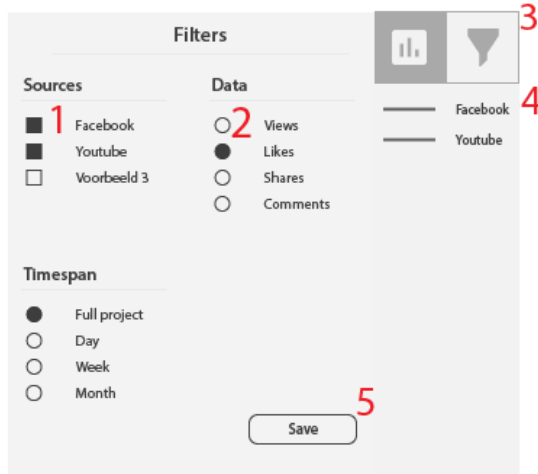 Filters
3
Sources
Data
1
Facebook
Youtube
Voorbeeld 3
2
Views
Likes
Shares
Comments
4
Facebook
Youtube
Timespan
Full project
Day
Week
Month
5
Save